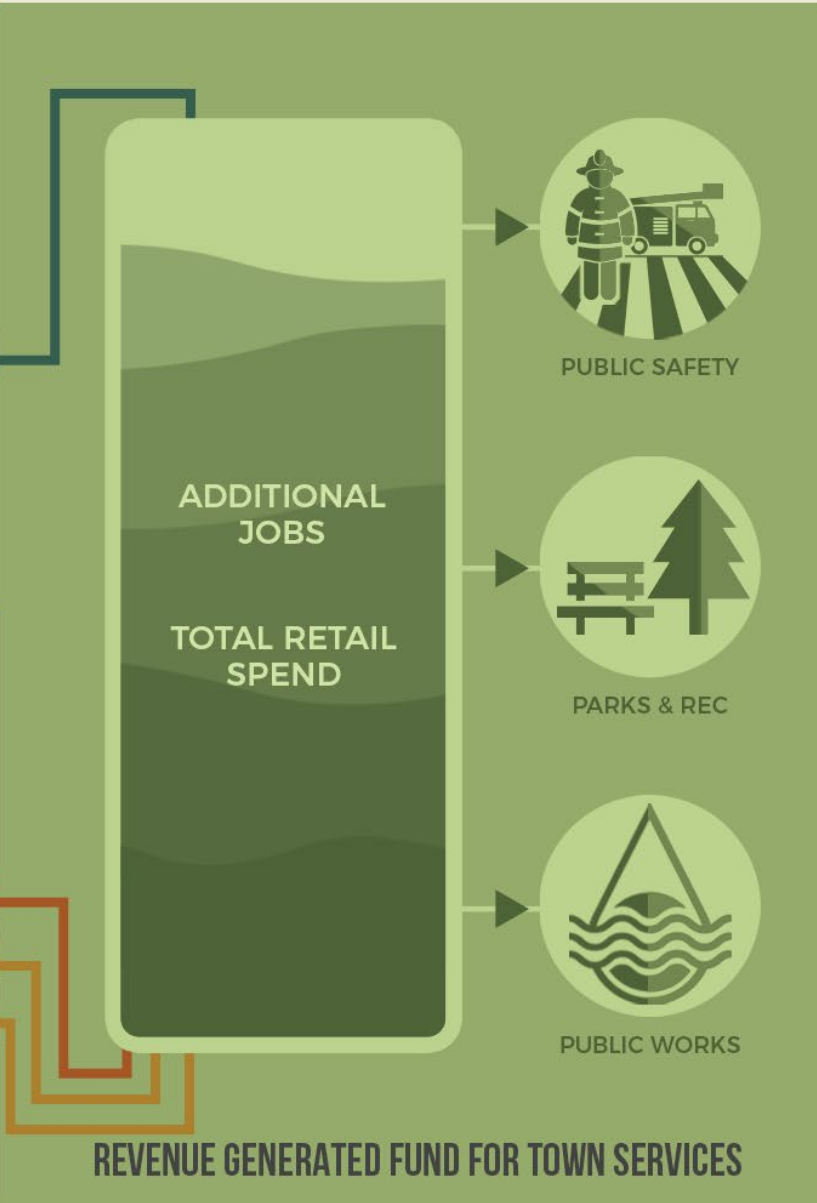 ADDITIONAL
JOBS
TOTAL RETAIL
SPEND
PUBLIC SAFETY
PARKS & REC
PUBLIC WORKS
REVENUE GENERATED FUND FOR TOWN SERVICES